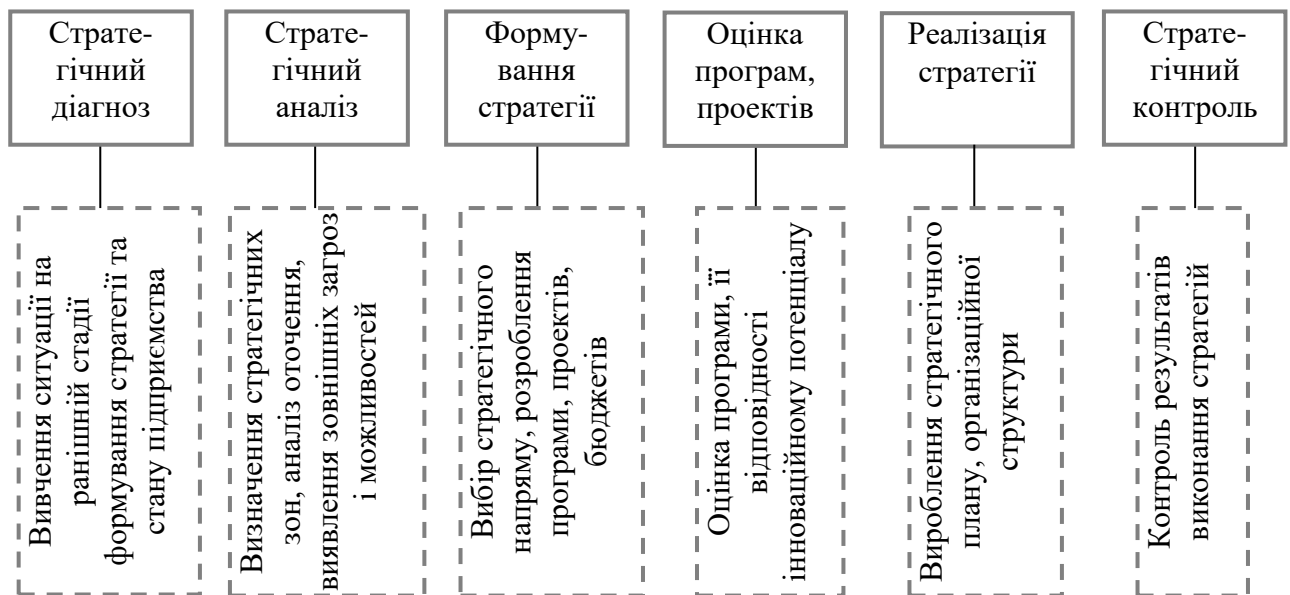 Страте-
гічний
діагноз
Страте-
гічний
аналіз
Форму-
вання
стратегії
Оцінка
програм,
проектів
Реалізація
стратегії
Страте-
гічний
контроль
Вивчення ситуації на
ранішній стадії
формування стратегії та
стану підприємства
Визначення стратегічних
зон, аналіз оточення,
виявлення зовнішніх загроз
і можливостей
Вибір стратегічного
напряму, розроблення
програми, проектів,
бюджетів
Оцінка програми, її
відповідності
інноваційному потенціалу
Вироблення стратегічного
плану, організаційної
структури
Контроль результатів
виконання стратегій